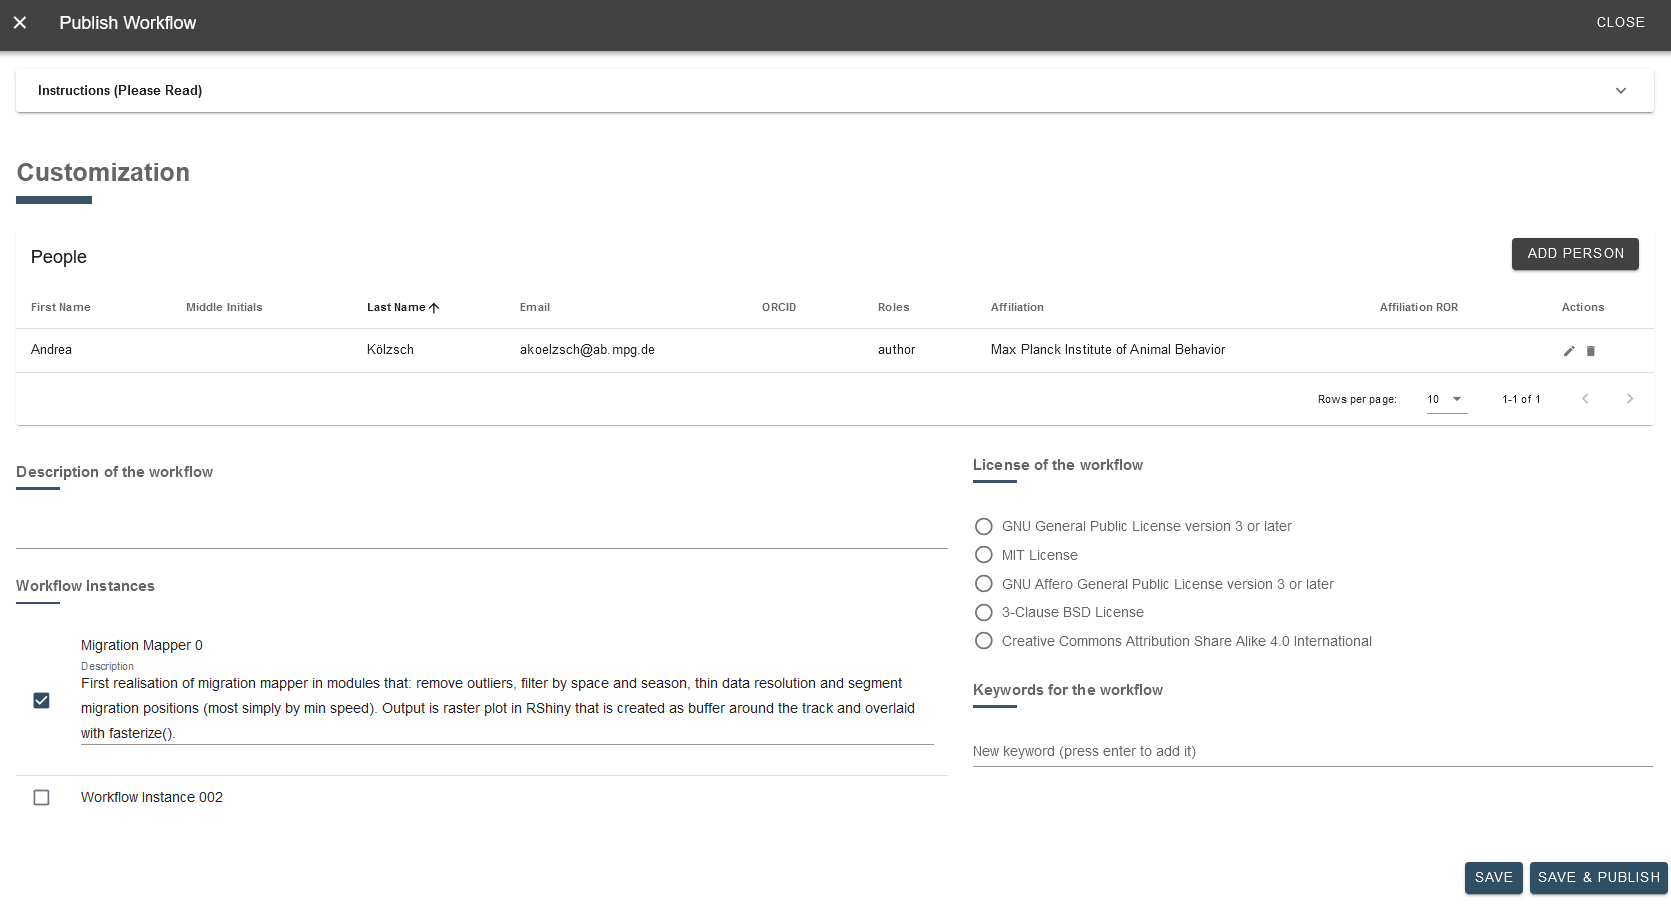 Publish Workflow
CLOSE
Instructions (Please Read)
Customization
People
ADD PERSON
First Name Middle Initials Last Name Email ORCID Roles Affiliation Affiliation ROR Actions
Andrea Kölzsch akoelzsch@ab.mpg.de author Max Planck Institute of Animal Behavior
Rows per page: 10 1-1 of 1
Description of the workflow
Workflow Instances
Migration Mapper 0
Description
First realisation of migration mapper in modules that: remove outliers, filter by space and season, thin data resolution and segment
migration positions (most simply by min speed). Output is raster plot in RShiny that is created as buffer around the track and overlaid
with fasterize().
Workflow Instance 002
License of the workflow
GNU General Public License version 3 or later
MIT License
GNU Affero General Public License version 3 or later
3-Clause BSD License
Creative Commons Attribution Share Alike 4.0 International
Keywords for the workflow
New keyword (press enter to add it)
SAVE
SAVE & PUBLISH